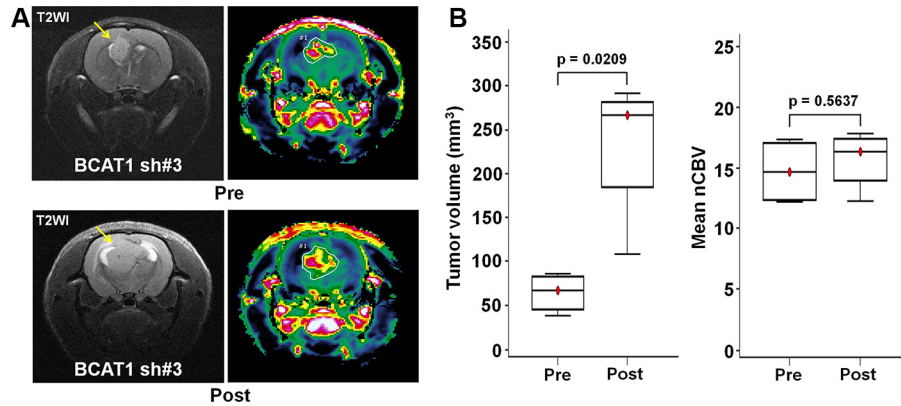 A
T2WI
#1
BCAT1 sh#3
Pre
T2WI
#1
BCAT1 sh#3
Post
B
Tumor volume (mm³)
350
300
250
200
150
100
50
0
p = 0.0209
Pre
Post
Mean nCBV
25
20
15
10
5
0
p = 0.5637
Pre
Post